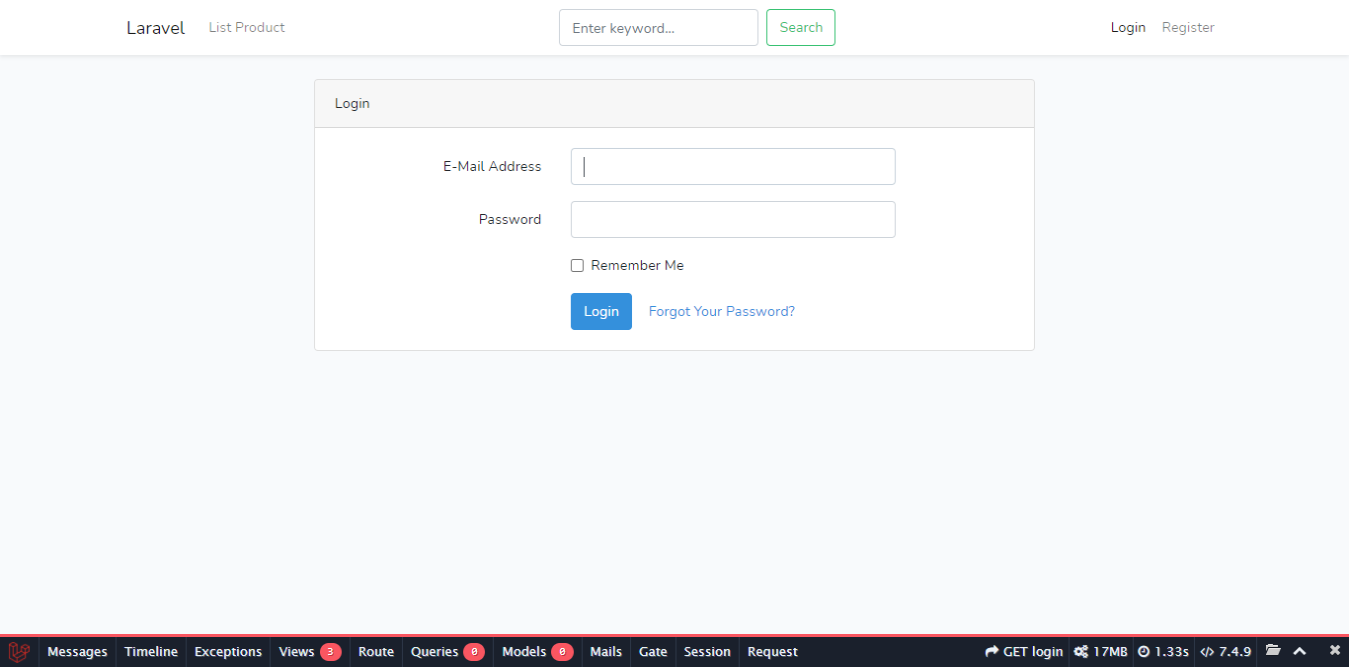 Laravel List Product Enter keyword... Search Login Register
Login
E-Mail Address
Password
Remember Me
Login Forgot Your Password?
Messages Timeline Exceptions Views 3 Route Queries 0 Models 0 Mails Gate Session Request GET login 17MB 1.33s 7.4.9